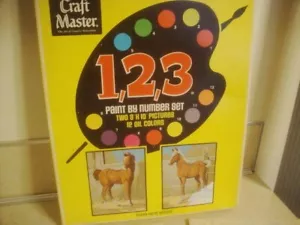 Craft
Master.
1,2,3
PAINT BY NUMBER SET
TWO 8 X 10 PICTURES
12 OIL COLORS